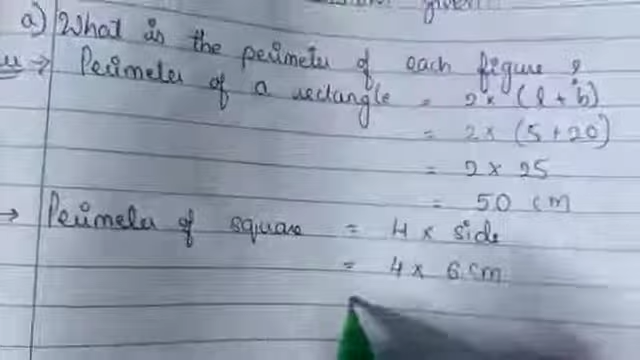 given
a) What is the perimeter of each figure ?
⇒ Perimeter of a rectangle = 2 × (l + b)
= 2 × (5 + 20)
= 2 × 25
= 50 cm
→ Perimeter of square = 4 × side
= 4 × 6 cm